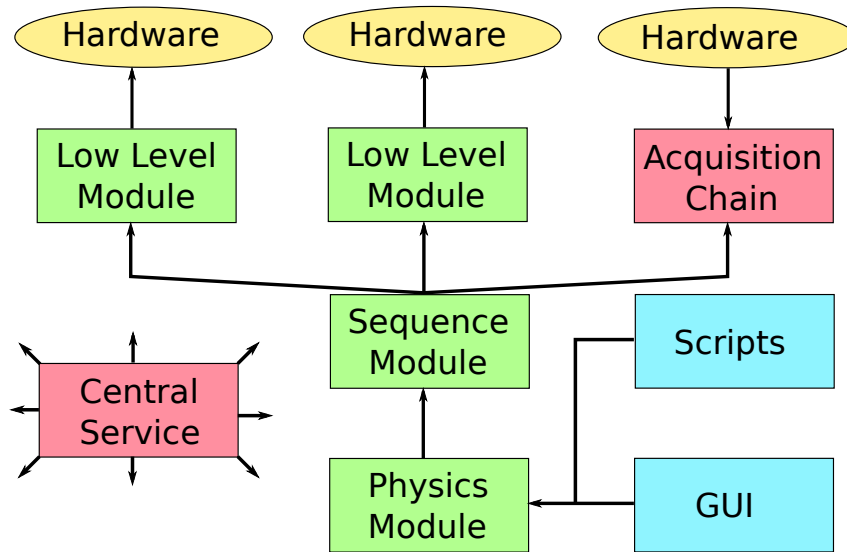 Hardware
Hardware
Hardware
Low Level
Module
Low Level
Module
Acquisition
Chain
Sequence
Module
Scripts
Central
Service
Physics
Module
GUI